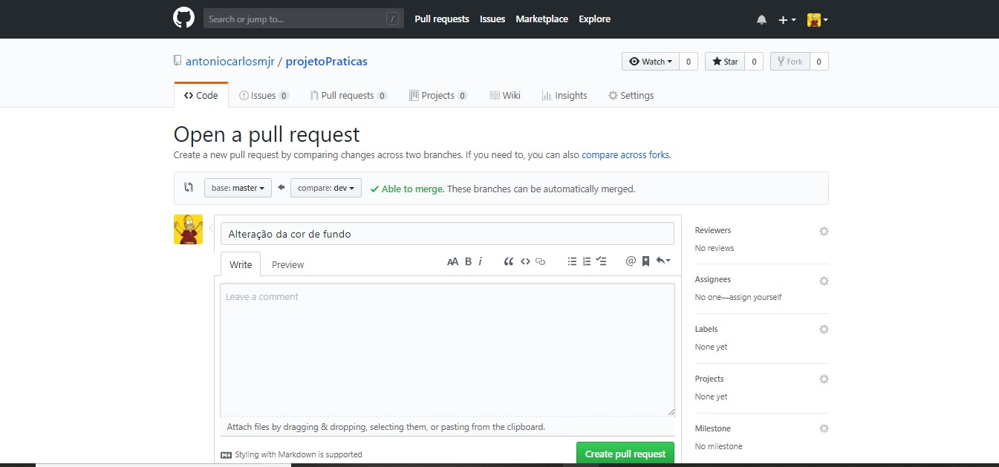 Search or jump to... / Pull requests Issues Marketplace Explore
antoniocarlosmjr / projetoPraticas Watch 0 Star 0 Fork 0
Code Issues 0 Pull requests 0 Projects 0 Wiki Insights Settings
Open a pull request
Create a new pull request by comparing changes across two branches. If you need to, you can also compare across forks.
base: master compare: dev Able to merge. These branches can be automatically merged.
Alteração da cor de fundo
Write Preview AA B i @
Leave a comment
Attach files by dragging & dropping, selecting them, or pasting from the clipboard.
Styling with Markdown is supported Create pull request
Reviewers
No reviews
Assignees
No one—assign yourself
Labels
None yet
Projects
None yet
Milestone
No milestone